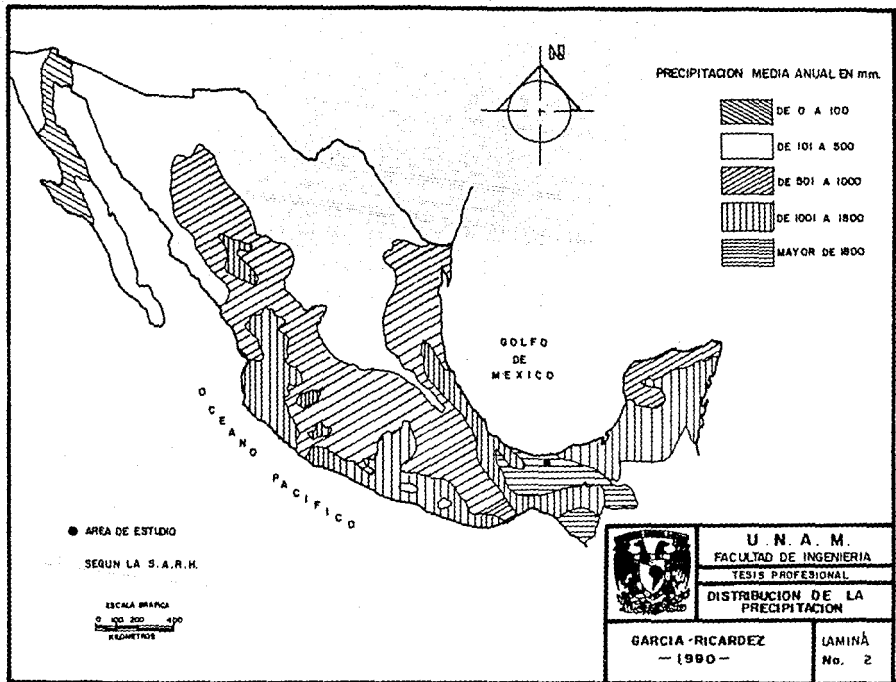 N
PRECIPITACION MEDIA ANUAL EN mm.
DE 0 A 100
DE 101 A 500
DE 501 A 1000
DE 1001 A 1800
MAYOR DE 1800
GOLFO
DE
MEXICO
OCEANO PACIFICO
AREA DE ESTUDIO
SEGUN LA S.A.R.H.
ESCALA GRAFICA
0 100 200 400
KILOMETROS
U. N. A. M.
FACULTAD DE INGENIERIA
TESIS PROFESIONAL
DISTRIBUCION DE LA
PRECIPITACION
GARCIA-RICARDEZ
-1990-
LAMINA
No. 2